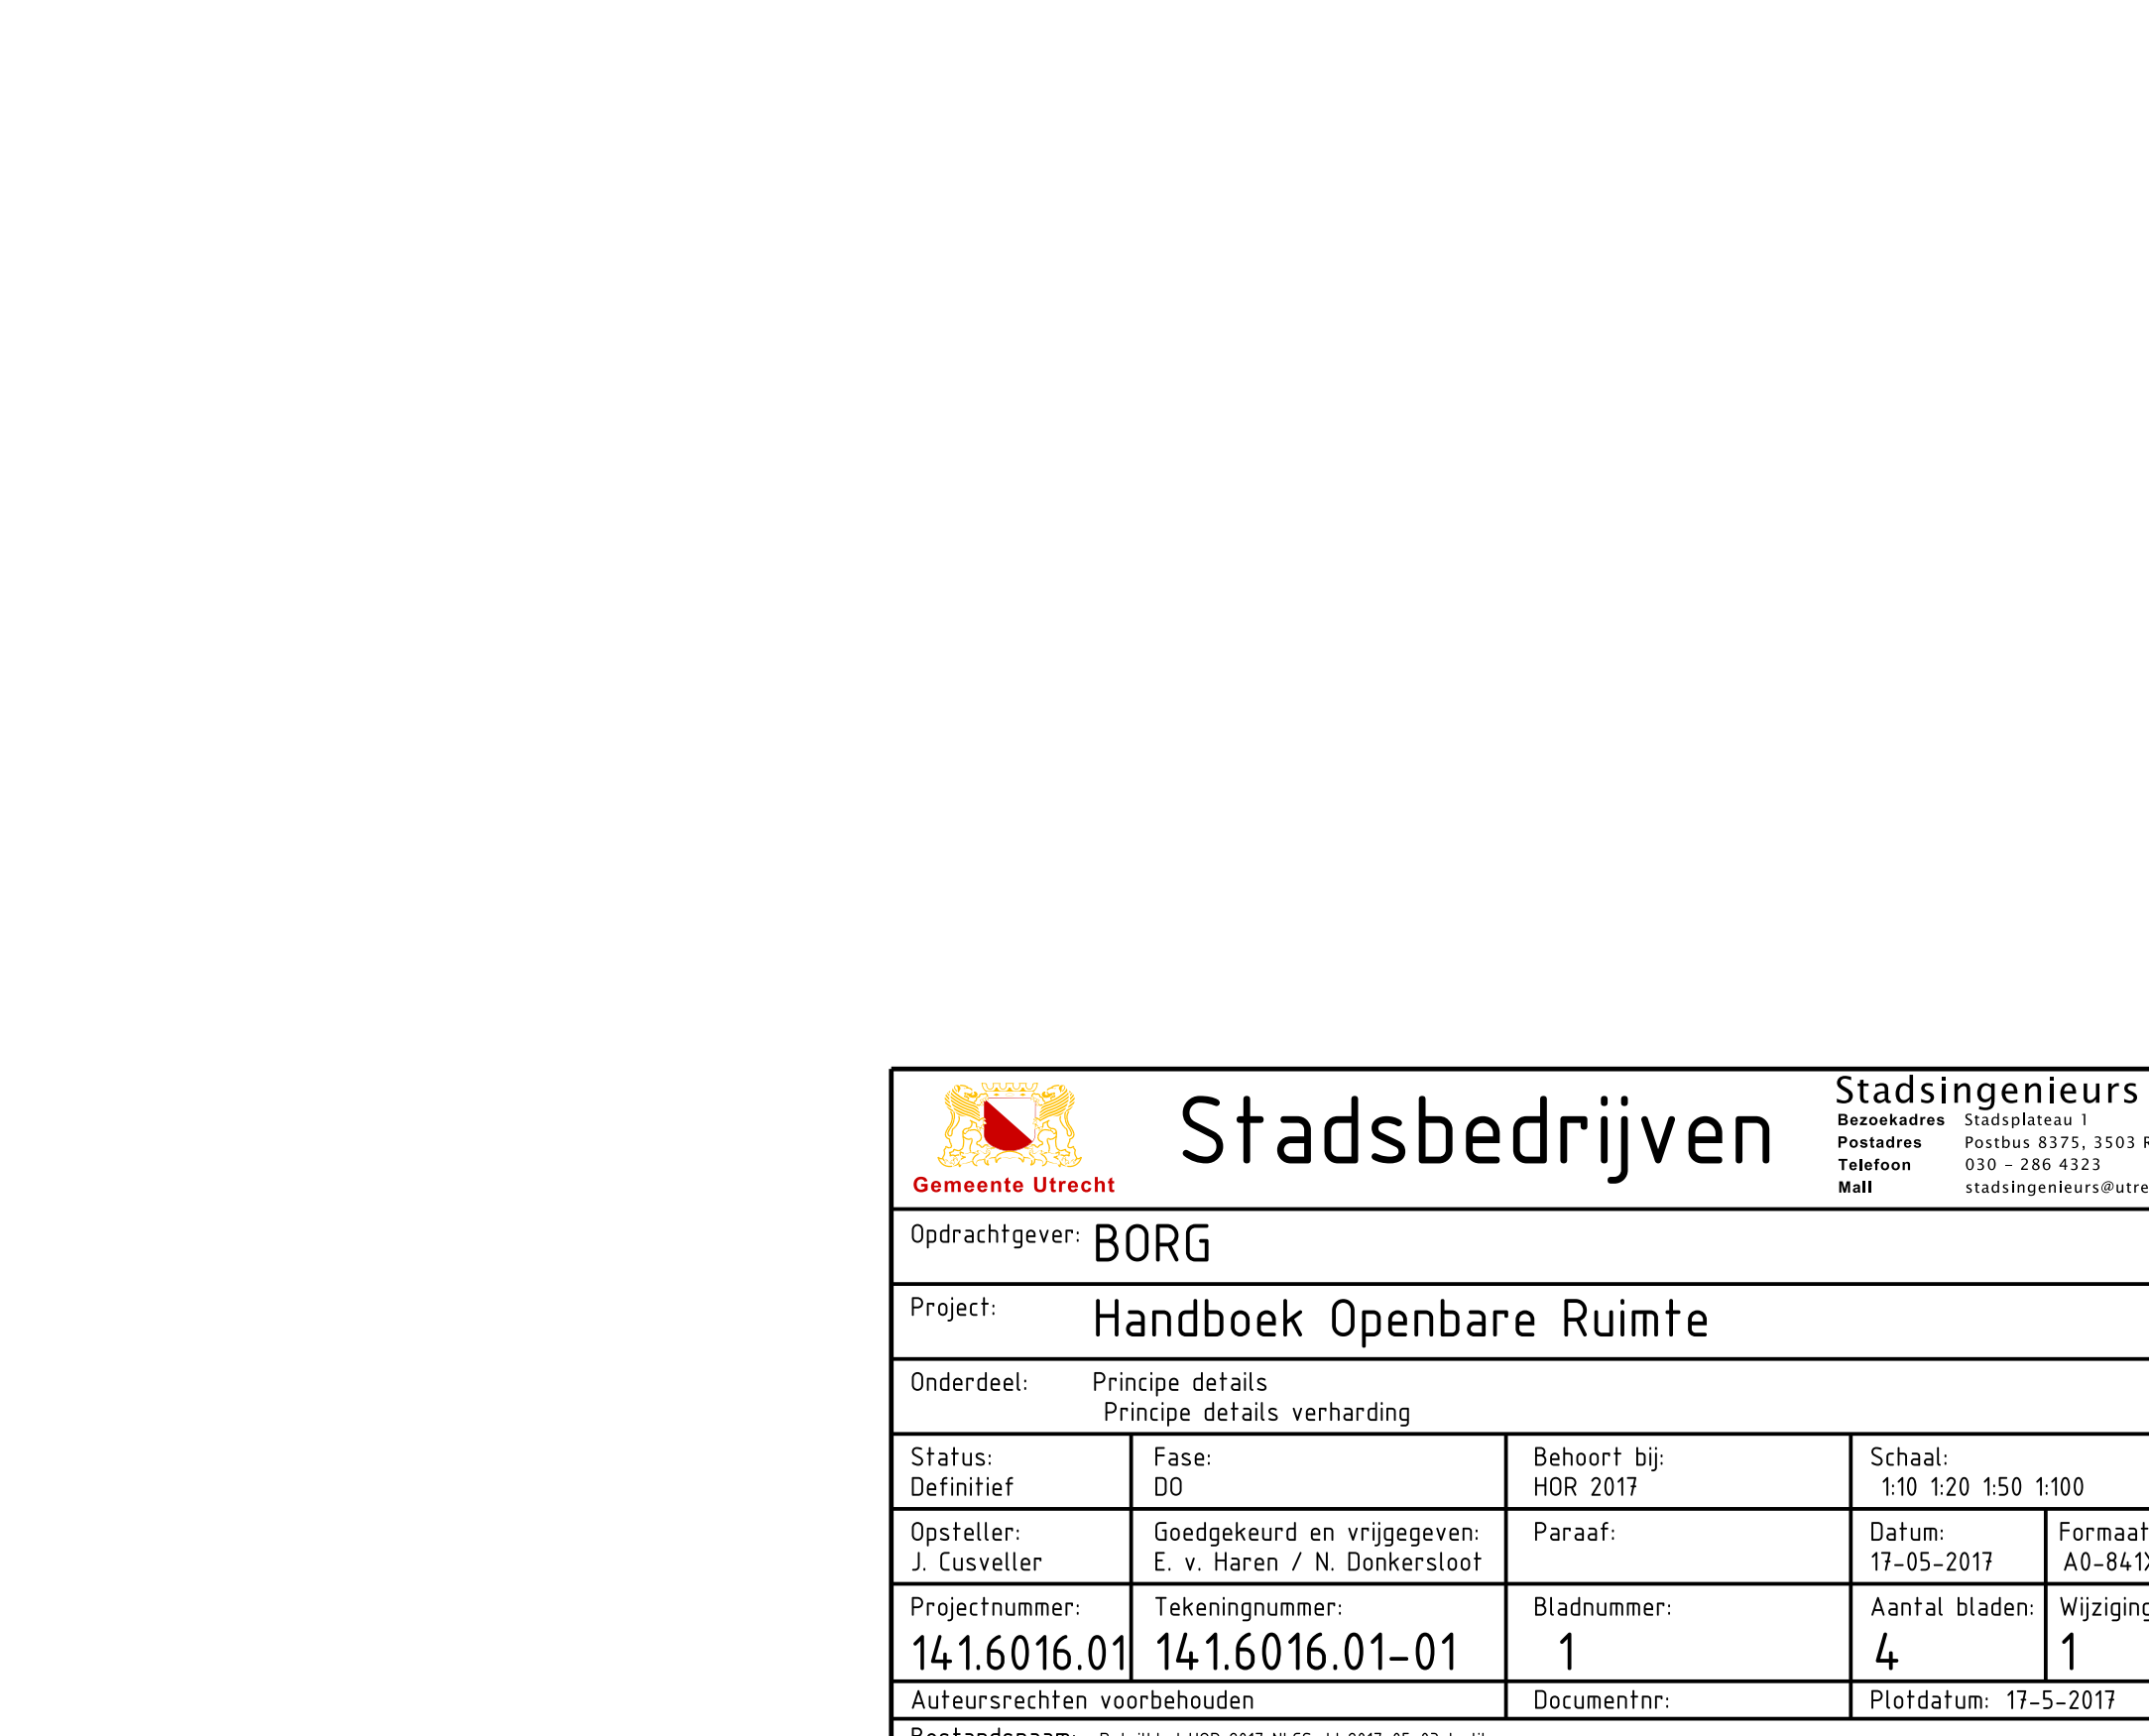 Stadsbedrijven
Stadsingenieurs
Bezoekadres Stadsplateau 1
Postadres Postbus 8375, 3503
Telefoon 030 - 286 4323
Mail
Gemeente Utrecht
Opdrachtgever: BORG
Project: Handboek Openbare Ruimte
Onderdeel: Principe details
Principe details verharding
Status: Fase: Behoort bij: Schaal:
Definitief DO HOR 2017 1:10 1:20 1:50 1:100
Opsteller: Goedgekeurd en vrijgegeven: Paraaf: Datum: Formaat
J. Cusveller E. v. Haren / N. Donkersloot 17-05-2017
Projectnummer: Tekeningnummer: Bladnummer: Aantal bladen:
141.6016.01 141.6016.01-01 1 4 1
Auteursrechten voorbehouden Documentnr: Plotdatum: 17-5-2017